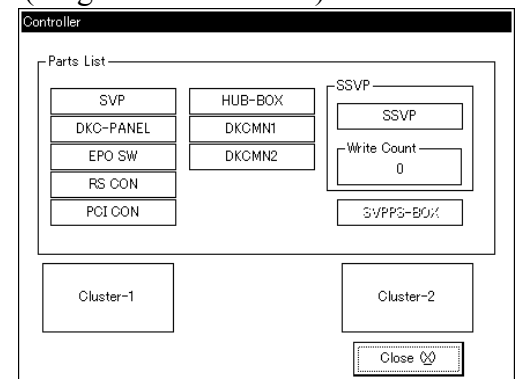 Controller
Parts List
SVP
HUB-BOX
DKC-PANEL
DKCMN1
EPO SW
DKCMN2
RS CON
PCI CON
SSVP
SSVP
Write Count
0
SVPPS-BOX
Cluster-1
Cluster-2
Close (X)